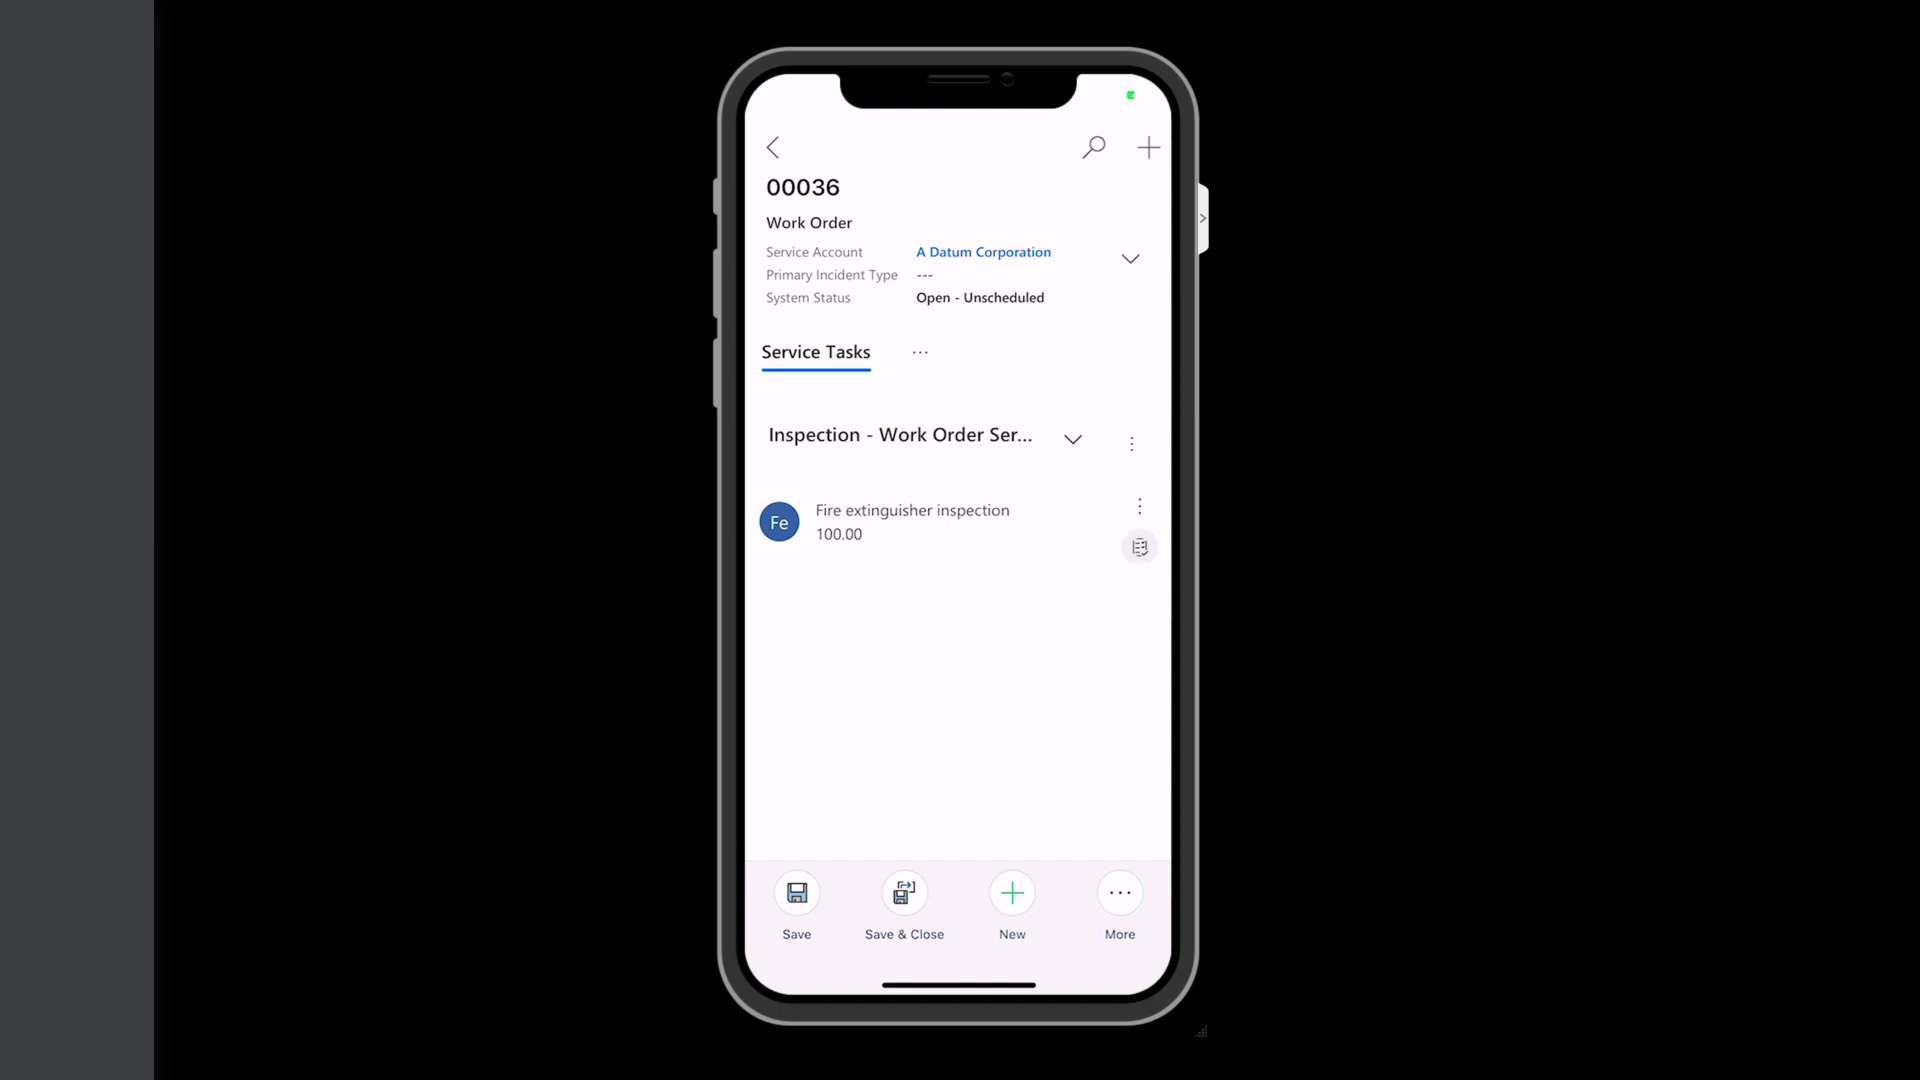 00036
Work Order
Service Account A Datum Corporation
Primary Incident Type ---
System Status Open - Unscheduled
Service Tasks ...
Inspection - Work Order Ser...
Fe Fire extinguisher inspection
100.00
Save Save & Close New More